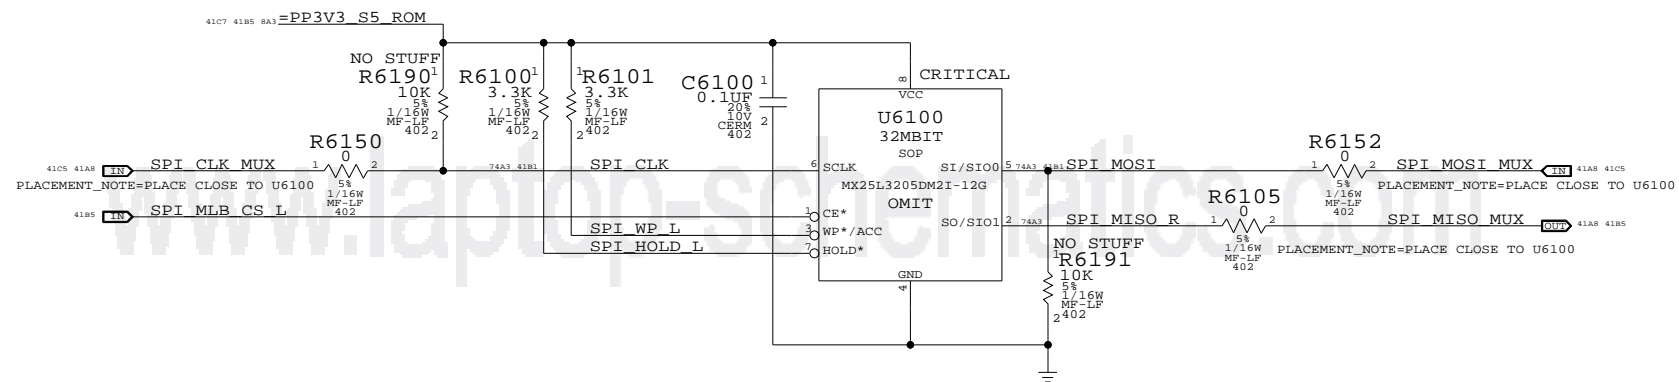 41C7 41B5 8A3 =PP3V3_S5_ROM
NO STUFF
R6190
1
10K
5%
1/16W
MF-LF
402
2
R6100
1
3.3K
5%
1/16W
MF-LF
402
2
1
R6101
3.3K
5%
1/16W
MF-LF
402
2
C6100
1
0.1UF
20%
10V
CERM
402
2
8
CRITICAL
VCC
U6100
32MBIT
SOP
MX25L3205DM2I-12G
OMIT
6 SCLK
SI/SIO0 5
1 CE*
SO/SIO1 2
3 WP*/ACC
7 HOLD*
GND
4
R6150
41C5 41A8 IN SPI_CLK_MUX 1 0 2
74A3 41B1 SPI_CLK
PLACEMENT_NOTE=PLACE CLOSE TO U6100
5%
1/16W
MF-LF
402
41B5 IN SPI_MLB_CS_L
SPI_WP_L
SPI_HOLD_L
74A3 41B1 SPI_MOSI
R6152
1 0 2
SPI_MOSI_MUX IN 41A8 41C5
5%
1/16W
MF-LF
402
PLACEMENT_NOTE=PLACE CLOSE TO U6100
74A3 SPI_MISO_R
R6105
1 0 2
SPI_MISO_MUX OUT 41A8 41B5
5%
1/16W
MF-LF
402
PLACEMENT_NOTE=PLACE CLOSE TO U6100
NO STUFF
1
R6191
10K
5%
1/16W
MF-LF
402
2
www.laptop-schematics.com